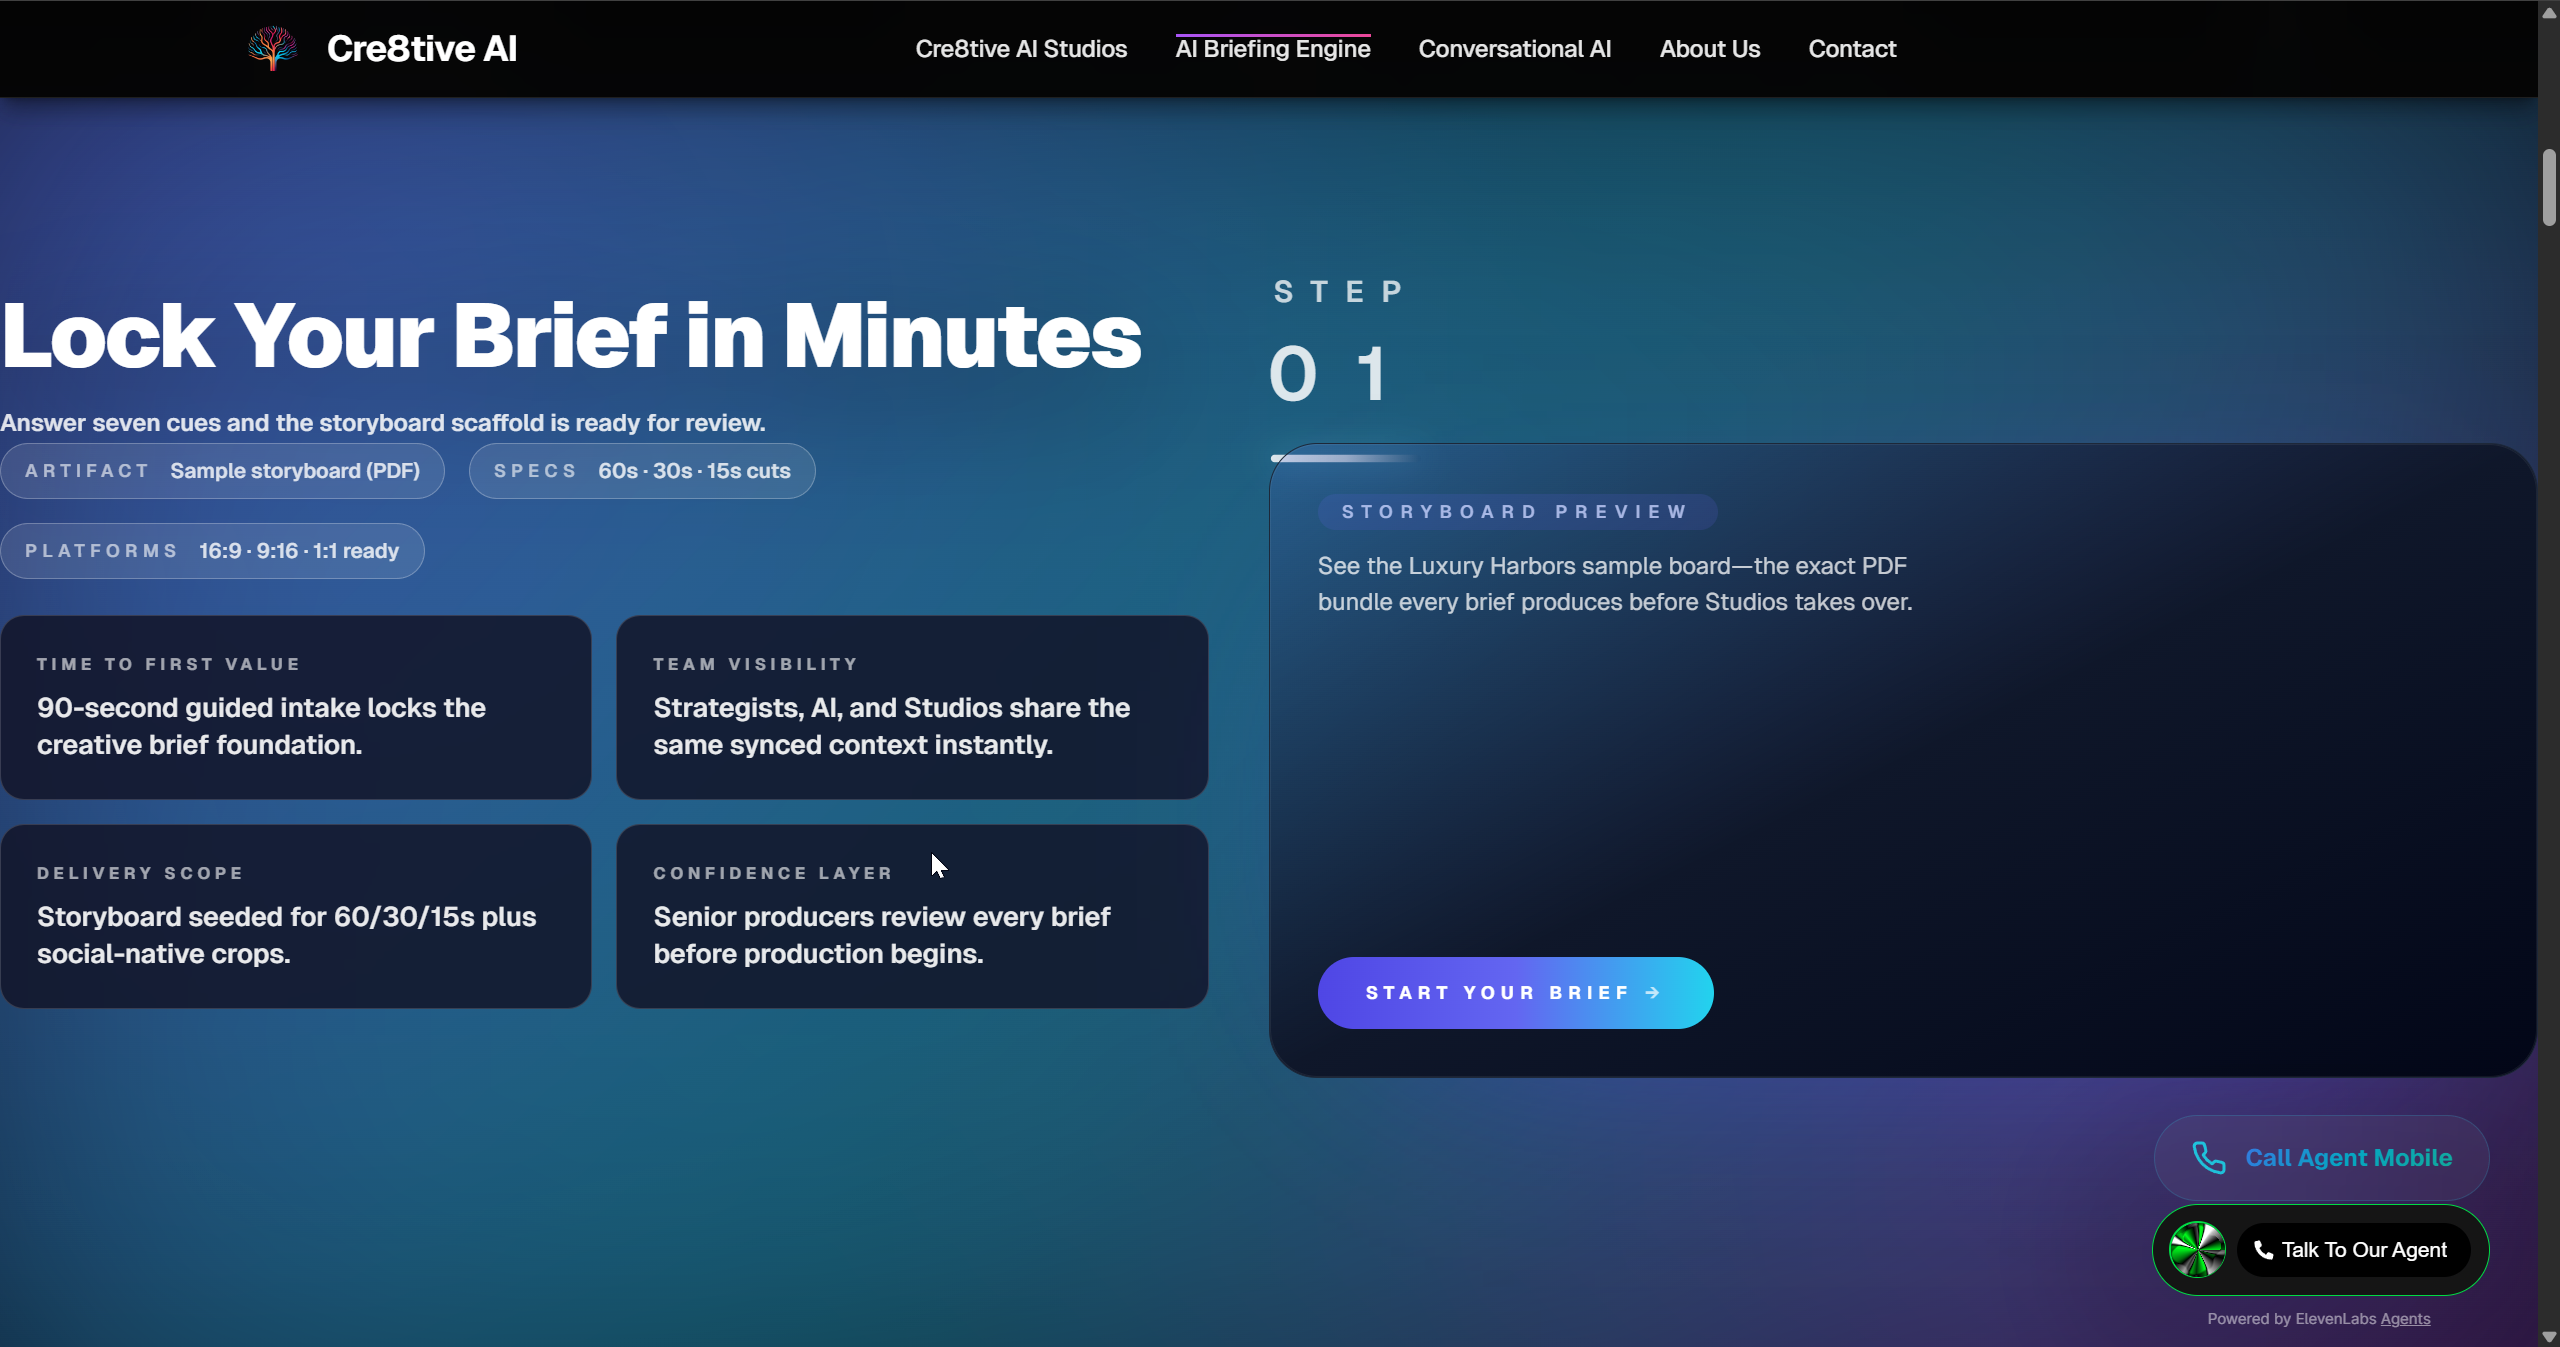 Cre8tive AI
Cre8tive AI Studios
AI Briefing Engine
Conversational AI
About Us
Contact
Lock Your Brief in Minutes
Answer seven cues and the storyboard scaffold is ready for review.
ARTIFACT Sample storyboard (PDF)
SPECS 60s · 30s · 15s cuts
PLATFORMS 16:9 · 9:16 · 1:1 ready
TIME TO FIRST VALUE
90-second guided intake locks the
creative brief foundation.
TEAM VISIBILITY
Strategists, AI, and Studios share the
same synced context instantly.
DELIVERY SCOPE
Storyboard seeded for 60/30/15s plus
social-native crops.
CONFIDENCE LAYER
Senior producers review every brief
before production begins.
STEP
01
STORYBOARD PREVIEW
See the Luxury Harbors sample board—the exact PDF
bundle every brief produces before Studios takes over.
START YOUR BRIEF →
Call Agent Mobile
Talk To Our Agent
Powered by ElevenLabs Agents